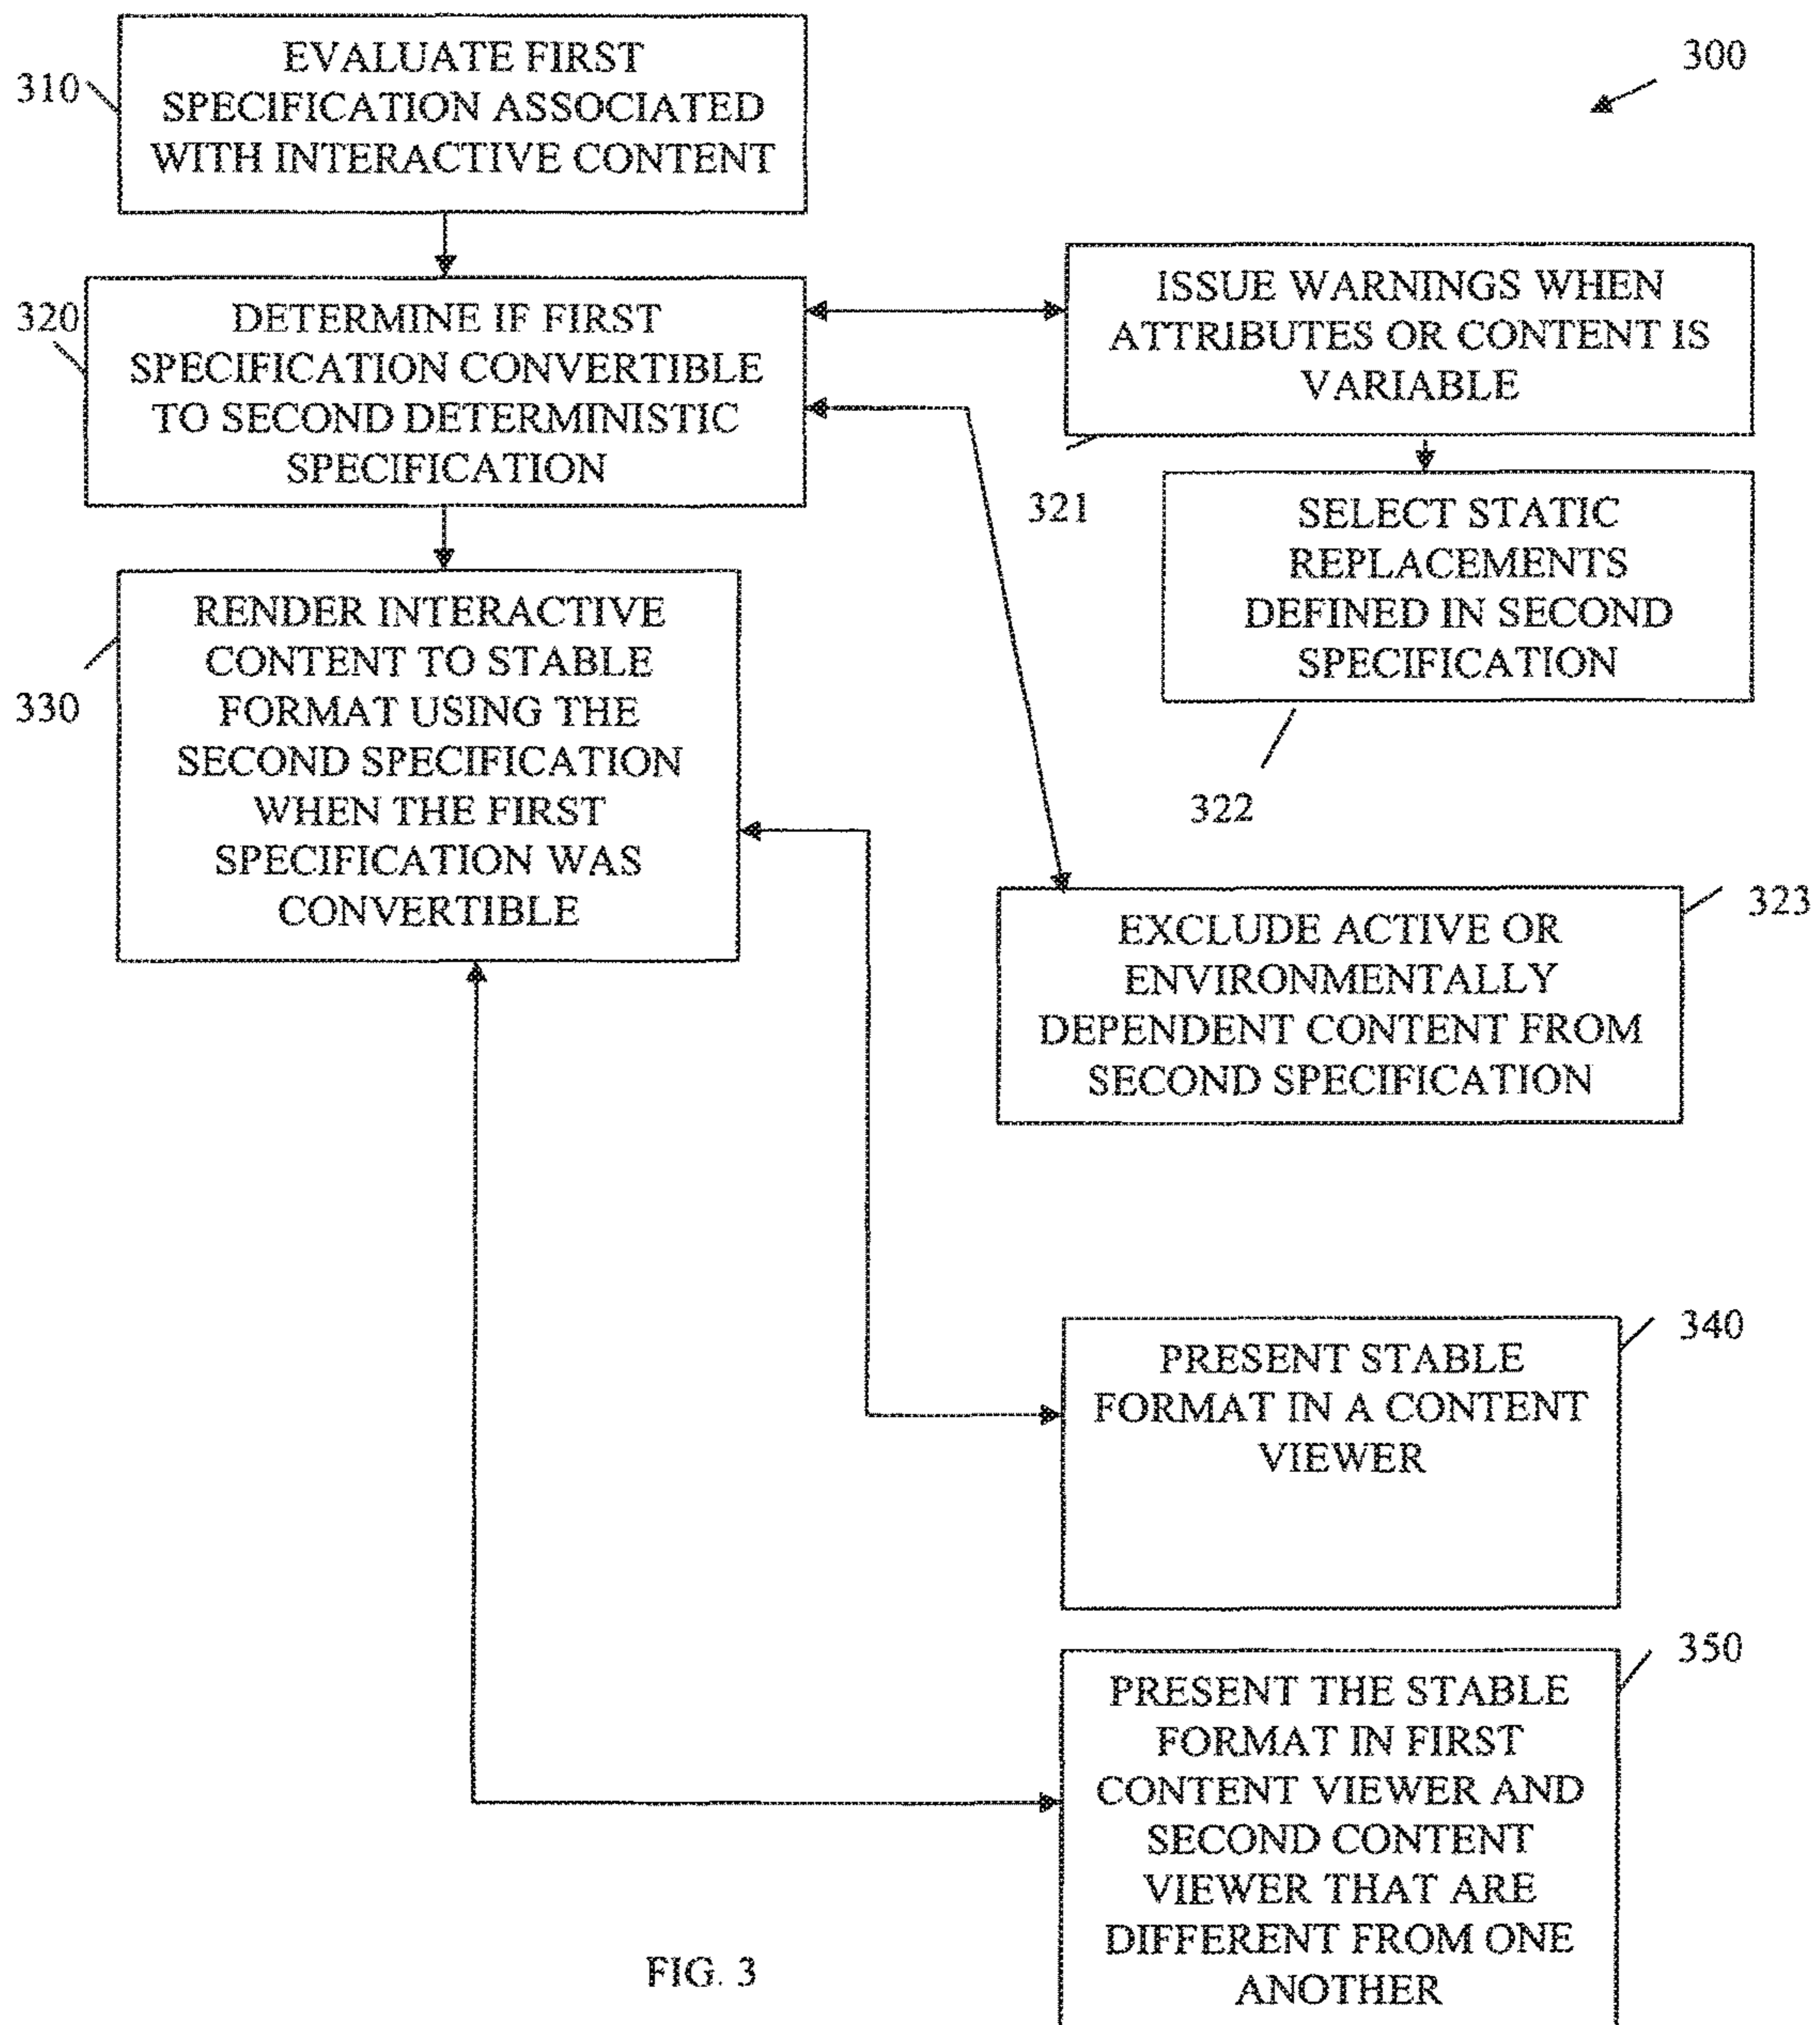 300
310
EVALUATE FIRST
SPECIFICATION ASSOCIATED
WITH INTERACTIVE CONTENT
320
DETERMINE IF FIRST
SPECIFICATION CONVERTIBLE
TO SECOND DETERMINISTIC
SPECIFICATION
ISSUE WARNINGS WHEN
ATTRIBUTES OR CONTENT IS
VARIABLE
321
SELECT STATIC
REPLACEMENTS
DEFINED IN SECOND
SPECIFICATION
322
330
RENDER INTERACTIVE
CONTENT TO STABLE
FORMAT USING THE
SECOND SPECIFICATION
WHEN THE FIRST
SPECIFICATION WAS
CONVERTIBLE
323
EXCLUDE ACTIVE OR
ENVIRONMENTALLY
DEPENDENT CONTENT FROM
SECOND SPECIFICATION
340
PRESENT STABLE
FORMAT IN A CONTENT
VIEWER
350
PRESENT THE STABLE
FORMAT IN FIRST
CONTENT VIEWER AND
SECOND CONTENT
VIEWER THAT ARE
DIFFERENT FROM ONE
ANOTHER
FIG. 3